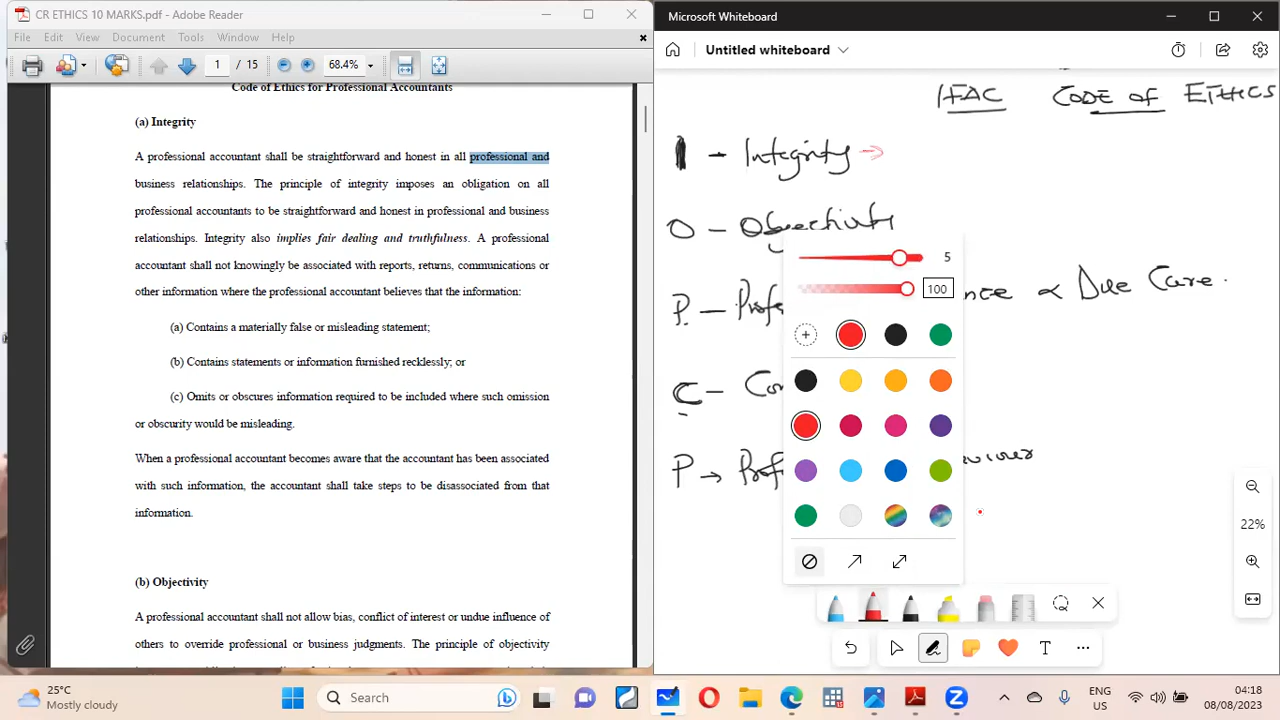 CR ETHICS 10 MARKS.pdf - Adobe Reader
File Edit View Document Tools Window Help
1 / 15 68.4%
Code of Ethics for Professional Accountants
(a) Integrity
A professional accountant shall be straightforward and honest in all professional and
business relationships. The principle of integrity imposes an obligation on all
professional accountants to be straightforward and honest in professional and business
relationships. Integrity also implies fair dealing and truthfulness. A professional
accountant shall not knowingly be associated with reports, returns, communications or
other information where the professional accountant believes that the information:
(a) Contains a materially false or misleading statement;
(b) Contains statements or information furnished recklessly; or
(c) Omits or obscures information required to be included where such omission
or obscurity would be misleading.
When a professional accountant becomes aware that the accountant has been associated
with such information, the accountant shall take steps to be disassociated from that
information.
(b) Objectivity
A professional accountant shall not allow bias, conflict of interest or undue influence of
others to override professional or business judgments. The principle of objectivity
Microsoft Whiteboard
Untitled whiteboard
IFAC CODE OF ETHICS
I - Integrity →
O - Objectivity
P - Profe nce & Due Care.
C - Co
P → Prof aviour
5
100
22%
T
25°C
Mostly cloudy
Search
ENG
US
04:18
08/08/2023